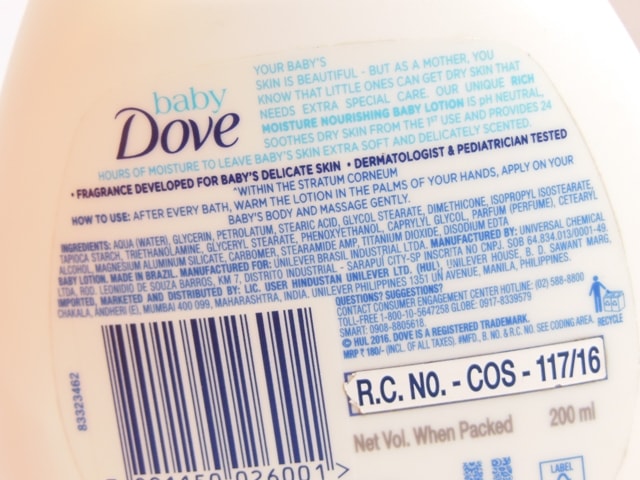 YOUR BABY'S
SKIN IS BEAUTIFUL - BUT AS A MOTHER, YOU
KNOW THAT LITTLE ONES CAN GET DRY SKIN THAT
NEEDS EXTRA SPECIAL CARE. OUR UNIQUE RICH
MOISTURE NOURISHING BABY LOTION IS pH NEUTRAL,
SOOTHES DRY SKIN FROM THE 1ST USE AND PROVIDES 24
HOURS OF MOISTURE TO LEAVE BABY'S SKIN EXTRA SOFT AND DELICATELY SCENTED.
baby
Dove
• FRAGRANCE DEVELOPED FOR BABY'S DELICATE SKIN • DERMATOLOGIST & PEDIATRICIAN TESTED
"WITHIN THE STRATUM CORNEUM
HOW TO USE: AFTER EVERY BATH, WARM THE LOTION IN THE PALMS OF YOUR HANDS, APPLY ON YOUR
BABY'S BODY AND MASSAGE GENTLY.
INGREDIENTS: AQUA (WATER), GLYCERIN, PETROLATUM, STEARIC ACID, GLYCOL STEARATE, DIMETHICONE, ISOPROPYL ISOSTEARATE,
TAPIOCA STARCH, TRIETHANOLAMINE, GLYCERYL STEARATE, PHENOXYETHANOL, CAPRYLYL GLYCOL, PARFUM (PERFUME), CETEARYL
ALCOHOL, MAGNESIUM ALUMINUM SILICATE, CARBOMER, STEARAMIDE AMP, TITANIUM DIOXIDE, DISODIUM EDTA
BABY LOTION. MADE IN BRAZIL. MANUFACTURED FOR: UNILEVER BRASIL INDUSTRIAL LTDA. MANUFACTURED BY: UNIVERSAL CHEMICAL
LTDA. ROD. LEONIDIO DE SOUZA BARROS, KM 7, DISTRITO INDUSTRIAL - SARAPUI CITY-SP INSCRITA NO CNPJ. SOB 64.834.013/0001-49.
IMPORTED, MARKETED AND DISTRIBUTED BY: LIC. USER HINDUSTAN UNILEVER LTD. (HUL), UNILEVER HOUSE, B. D. SAWANT MARG,
CHAKALA, ANDHERI (E), MUMBAI 400 099, MAHARASHTRA, INDIA. UNILEVER PHILIPPINES 1351 UN AVENUE, MANILA, PHILIPPINES.
QUESTIONS? SUGGESTIONS?
CONTACT CONSUMER ENGAGEMENT CENTER HOTLINE: (02) 588-8800
TOLL-FREE 1-800-10-5647258 GLOBE: 0917-8339579
SMART: 0908-8805618.
© HUL 2016. DOVE IS A REGISTERED TRADEMARK.
MRP ₹ 180/- (INCL. OF ALL TAXES). #MFD., B. NO. & R.C. NO. SEE CODING AREA.
RECYCLE
R.C. NO. - COS - 117/16
Net Vol. When Packed 200 ml
83323462
026001 >
LABEL